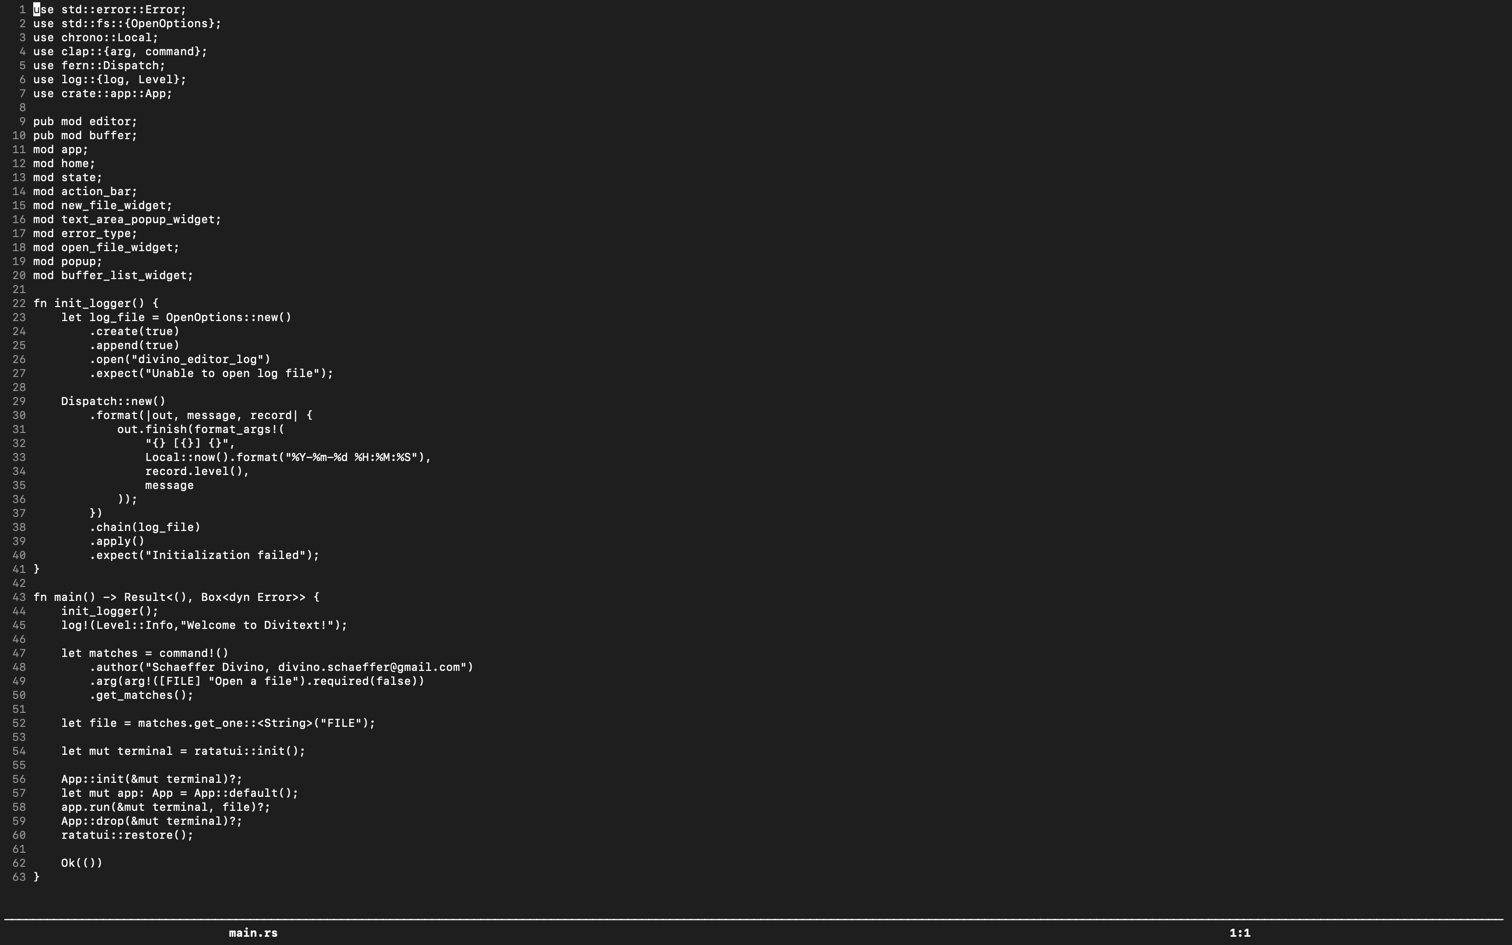 1 use std::error::Error;
2 use std::fs::{OpenOptions};
3 use chrono::Local;
4 use clap::{arg, command};
5 use fern::Dispatch;
6 use log::{log, Level};
7 use crate::app::App;
8
9 pub mod editor;
10 pub mod buffer;
11 mod app;
12 mod home;
13 mod state;
14 mod action_bar;
15 mod new_file_widget;
16 mod text_area_popup_widget;
17 mod error_type;
18 mod open_file_widget;
19 mod popup;
20 mod buffer_list_widget;
21
22 fn init_logger() {
23     let log_file = OpenOptions::new()
24         .create(true)
25         .append(true)
26         .open("divino_editor_log")
27         .expect("Unable to open log file");
28
29     Dispatch::new()
30         .format(|out, message, record| {
31             out.finish(format_args!(
32                 "{} [{}] {}",
33                 Local::now().format("%Y-%m-%d %H:%M:%S"),
34                 record.level(),
35                 message
36             ));
37         })
38         .chain(log_file)
39         .apply()
40         .expect("Initialization failed");
41 }
42
43 fn main() -> Result<(), Box<dyn Error>> {
44     init_logger();
45     log!(Level::Info,"Welcome to Divitext!");
46
47     let matches = command!()
48         .author("Schaeffer Divino, divino.schaeffer@gmail.com")
49         .arg(arg!([FILE] "Open a file").required(false))
50         .get_matches();
51
52     let file = matches.get_one::<String>("FILE");
53
54     let mut terminal = ratatui::init();
55
56     App::init(&mut terminal)?;
57     let mut app: App = App::default();
58     app.run(&mut terminal, file)?;
59     App::drop(&mut terminal)?;
60     ratatui::restore();
61
62     Ok(())
63 }
main.rs 1:1